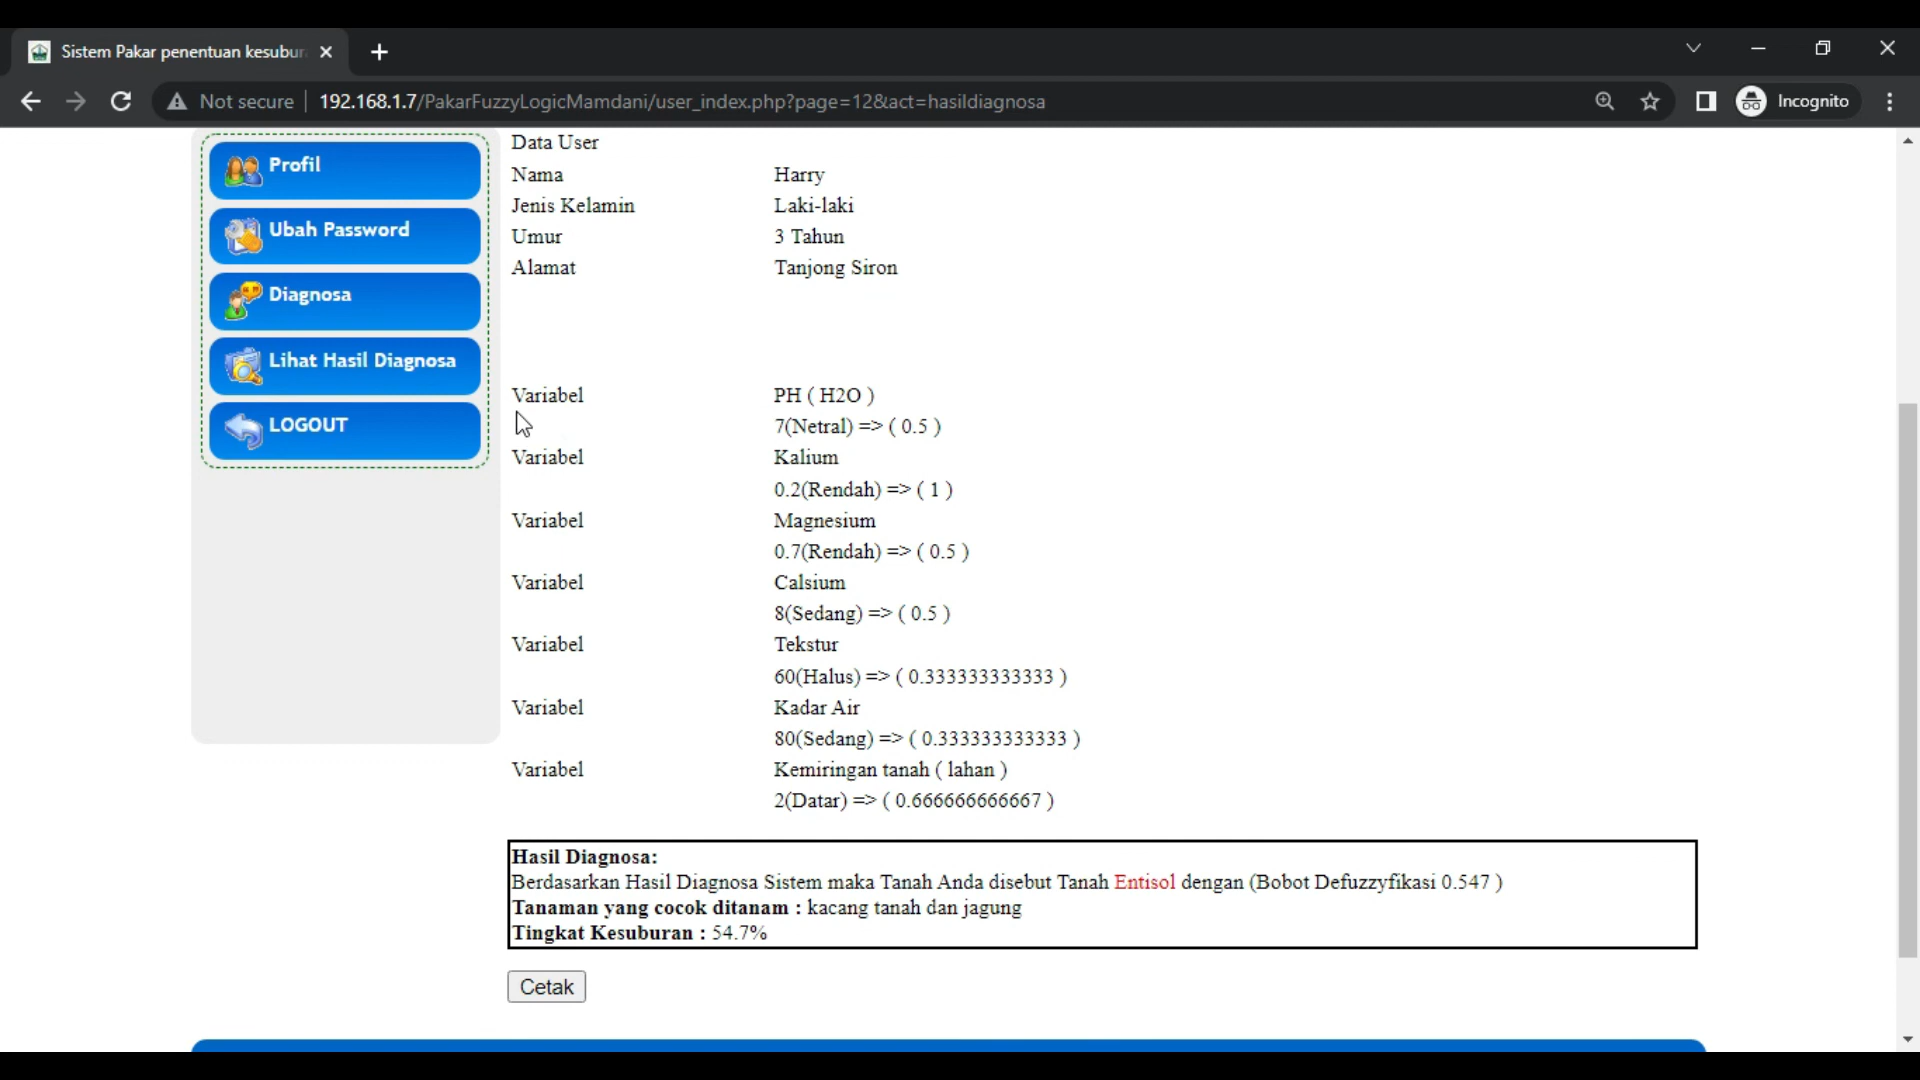 Sistem Pakar penentuan kesubur
Not secure 192.168.1.7/PakarFuzzyLogicMamdani/user_index.php?page=12&act=hasildiagnosa Incognito
Profil
Ubah Password
Diagnosa
Lihat Hasil Diagnosa
LOGOUT
Data User
Nama Harry
Jenis Kelamin Laki-laki
Umur 3 Tahun
Alamat Tanjong Siron
Variabel PH ( H2O )
7(Netral) => ( 0.5 )
Variabel Kalium
0.2(Rendah) => ( 1 )
Variabel Magnesium
0.7(Rendah) => ( 0.5 )
Variabel Calsium
8(Sedang) => ( 0.5 )
Variabel Tekstur
60(Halus) => ( 0.333333333333 )
Variabel Kadar Air
80(Sedang) => ( 0.333333333333 )
Variabel Kemiringan tanah ( lahan )
2(Datar) => ( 0.666666666667 )
Hasil Diagnosa:
Berdasarkan Hasil Diagnosa Sistem maka Tanah Anda disebut Tanah Entisol dengan (Bobot Defuzzyfikasi 0.547 )
Tanaman yang cocok ditanam : kacang tanah dan jagung
Tingkat Kesuburan : 54.7%
Cetak